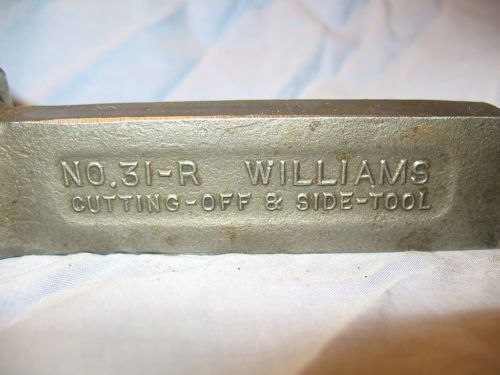 NO.31-R WILLIAMS
CUTTING-OFF & SIDE-TOOL